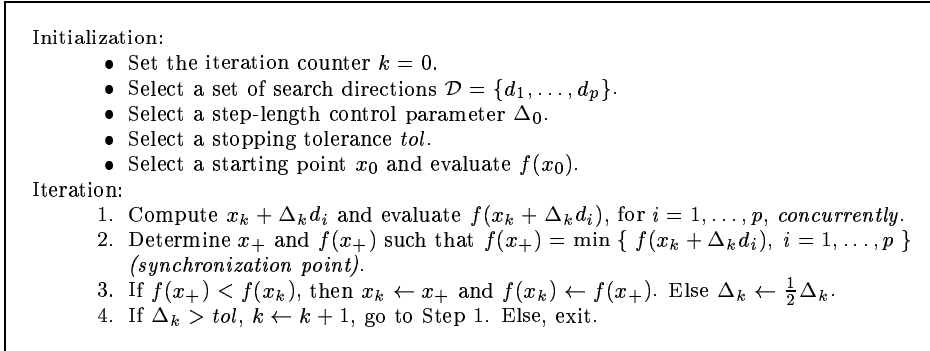 Initialization:
• Set the iteration counter k = 0.
• Select a set of search directions 𝒟 = {d₁, . . . , dₚ}.
• Select a step-length control parameter Δ₀.
• Select a stopping tolerance tol.
• Select a starting point x₀ and evaluate f(x₀).
Iteration:
1. Compute xₖ + Δₖdᵢ and evaluate f(xₖ + Δₖdᵢ), for i = 1, . . . , p, concurrently.
2. Determine x₊ and f(x₊) such that f(x₊) = min { f(xₖ + Δₖdᵢ), i = 1, . . . , p }
(synchronization point).
3. If f(x₊) < f(xₖ), then xₖ ← x₊ and f(xₖ) ← f(x₊). Else Δₖ ← ½Δₖ.
4. If Δₖ > tol, k ← k + 1, go to Step 1. Else, exit.